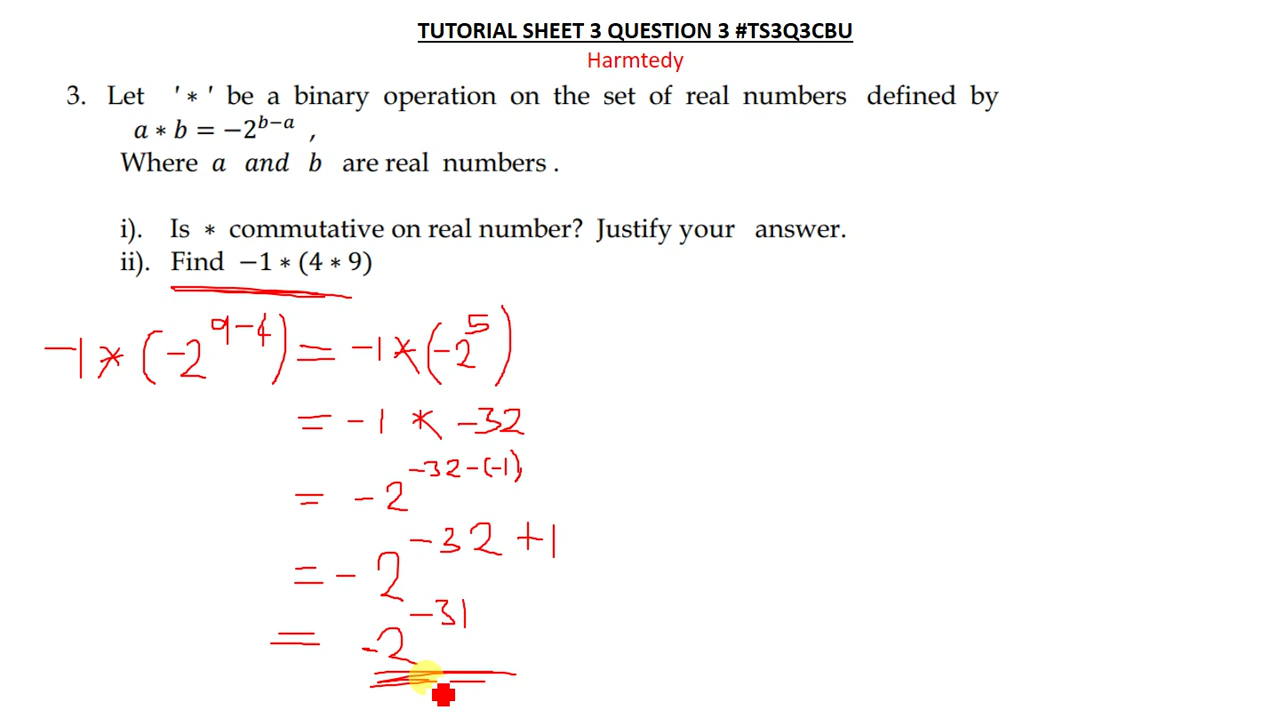 TUTORIAL SHEET 3 QUESTION 3 #TS3Q3CBU
Harmtedy
3. Let ' * ' be a binary operation on the set of real numbers defined by
a * b = −2^{b−a} ,
Where a and b are real numbers .
i). Is * commutative on real number? Justify your answer.
ii). Find −1 * (4 * 9)
-1 * (-2^{9-4}) = -1 * (-2^{5})
= -1 * -32
= -2^{-32-(-1)}
= -2^{-32+1}
= -2^{-31}